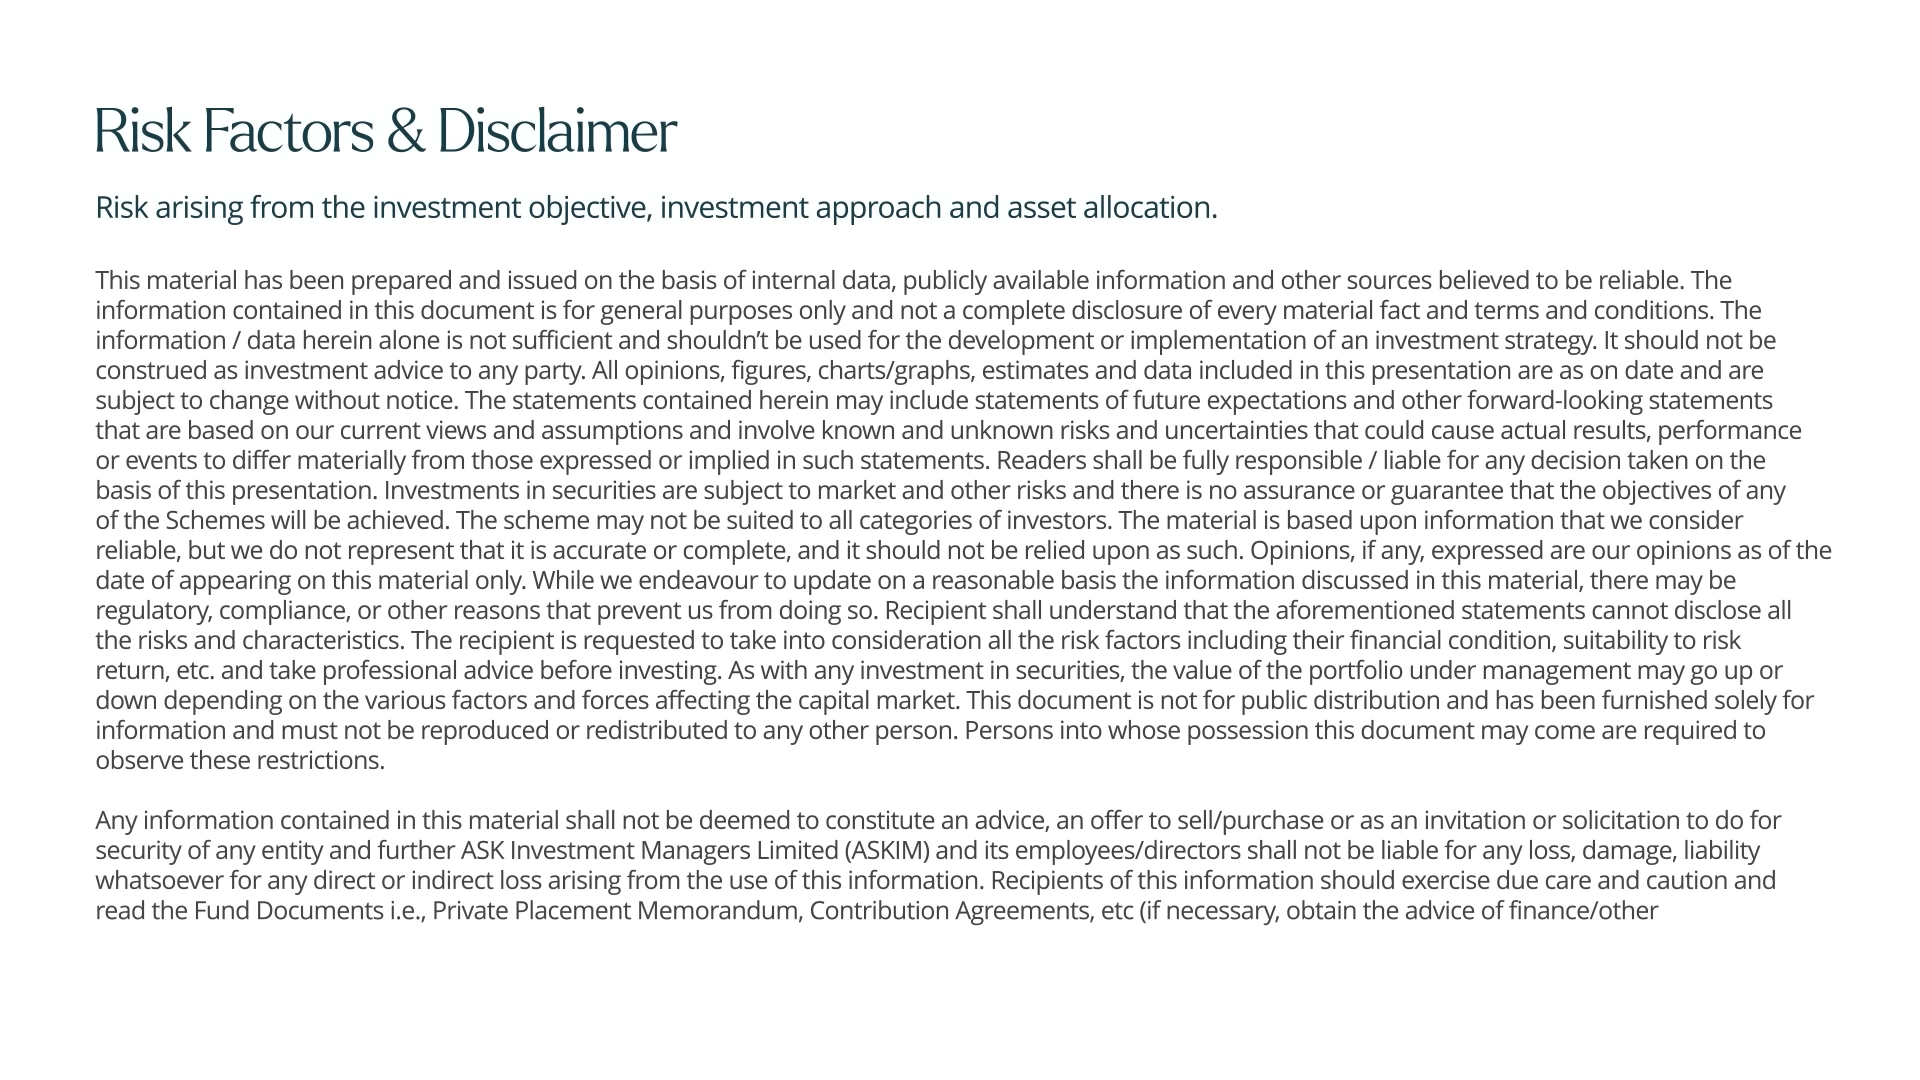 Risk Factors & Disclaimer
Risk arising from the investment objective, investment approach and asset allocation.
This material has been prepared and issued on the basis of internal data, publicly available information and other sources believed to be reliable. The
information contained in this document is for general purposes only and not a complete disclosure of every material fact and terms and conditions. The
information / data herein alone is not sufficient and shouldn’t be used for the development or implementation of an investment strategy. It should not be
construed as investment advice to any party. All opinions, figures, charts/graphs, estimates and data included in this presentation are as on date and are
subject to change without notice. The statements contained herein may include statements of future expectations and other forward-looking statements
that are based on our current views and assumptions and involve known and unknown risks and uncertainties that could cause actual results, performance
or events to differ materially from those expressed or implied in such statements. Readers shall be fully responsible / liable for any decision taken on the
basis of this presentation. Investments in securities are subject to market and other risks and there is no assurance or guarantee that the objectives of any
of the Schemes will be achieved. The scheme may not be suited to all categories of investors. The material is based upon information that we consider
reliable, but we do not represent that it is accurate or complete, and it should not be relied upon as such. Opinions, if any, expressed are our opinions as of the
date of appearing on this material only. While we endeavour to update on a reasonable basis the information discussed in this material, there may be
regulatory, compliance, or other reasons that prevent us from doing so. Recipient shall understand that the aforementioned statements cannot disclose all
the risks and characteristics. The recipient is requested to take into consideration all the risk factors including their financial condition, suitability to risk
return, etc. and take professional advice before investing. As with any investment in securities, the value of the portfolio under management may go up or
down depending on the various factors and forces affecting the capital market. This document is not for public distribution and has been furnished solely for
information and must not be reproduced or redistributed to any other person. Persons into whose possession this document may come are required to
observe these restrictions.
Any information contained in this material shall not be deemed to constitute an advice, an offer to sell/purchase or as an invitation or solicitation to do for
security of any entity and further ASK Investment Managers Limited (ASKIM) and its employees/directors shall not be liable for any loss, damage, liability
whatsoever for any direct or indirect loss arising from the use of this information. Recipients of this information should exercise due care and caution and
read the Fund Documents i.e., Private Placement Memorandum, Contribution Agreements, etc (if necessary, obtain the advice of finance/other